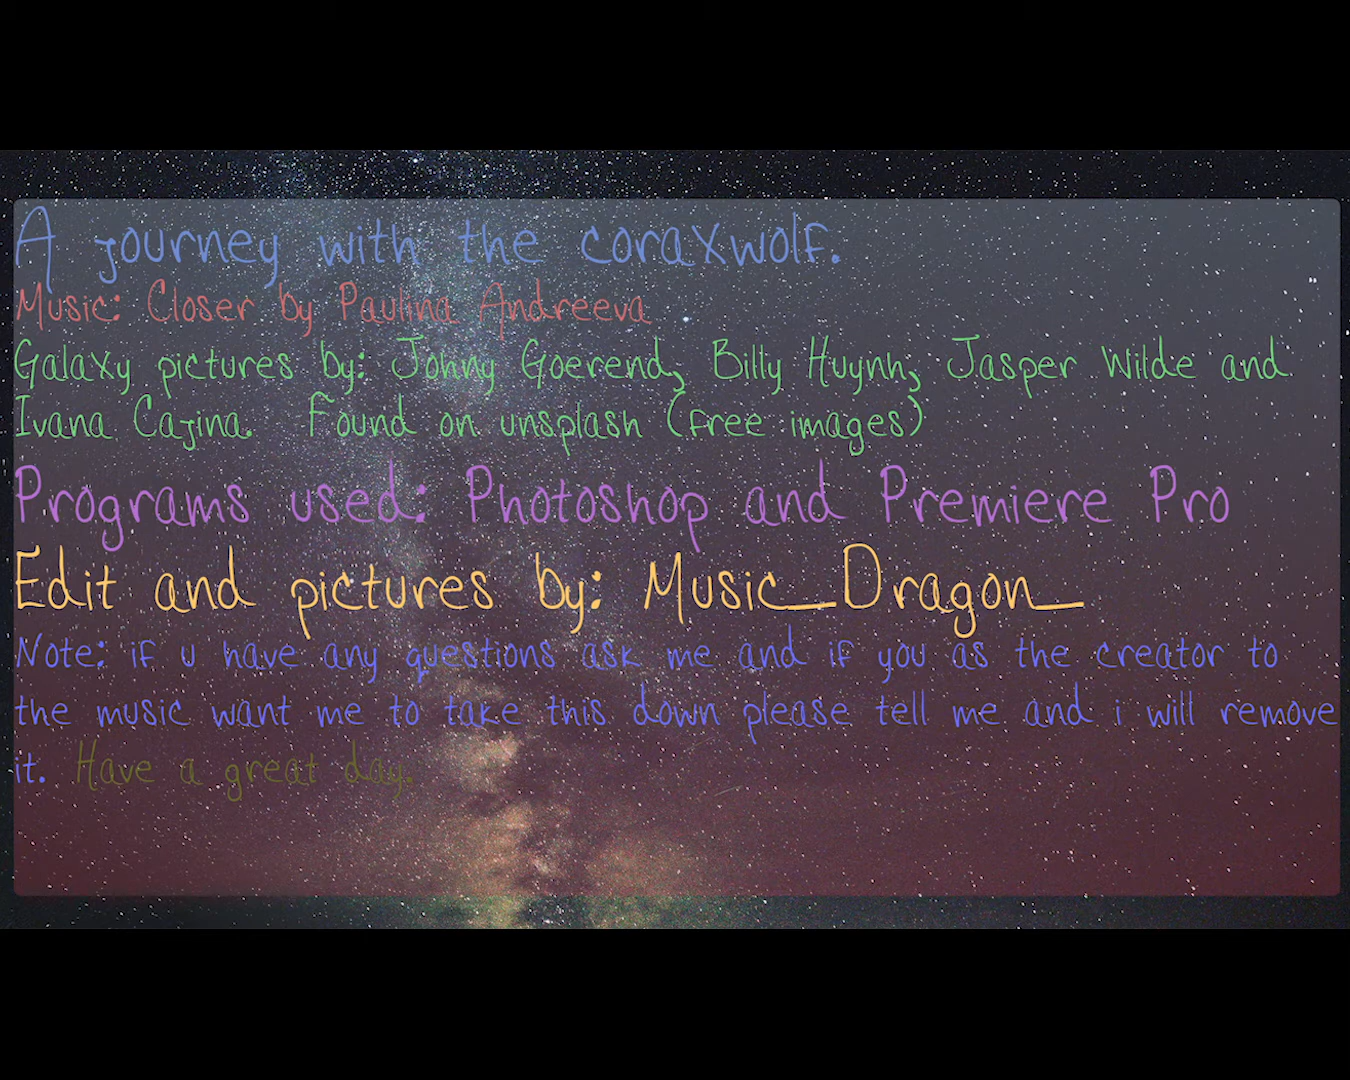 A journey with the coraxwolf.
Music: Closer by Paulina Andreeva
Galaxy pictures by: Johny Goerend, Billy Huynh, Jasper Wilde and
Ivana Cajina. Found on unsplash (free images)
Programs used: Photoshop and Premiere Pro
Edit and pictures by: Music_Dragon_
Note: if u have any questions ask me and if you as the creator to
the music want me to take this down please tell me and i will remove
it. Have a great day.